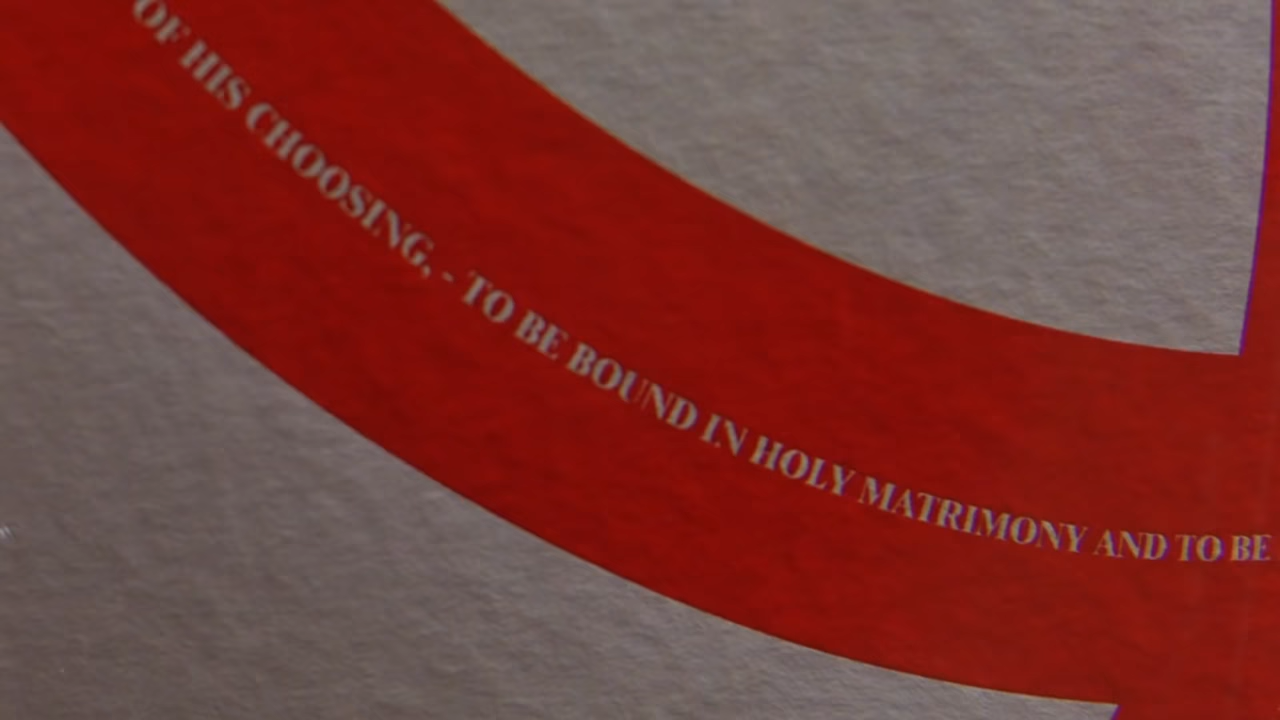 OF HIS CHOOSING, - TO BE BOUND IN HOLY MATRIMONY AND TO BE